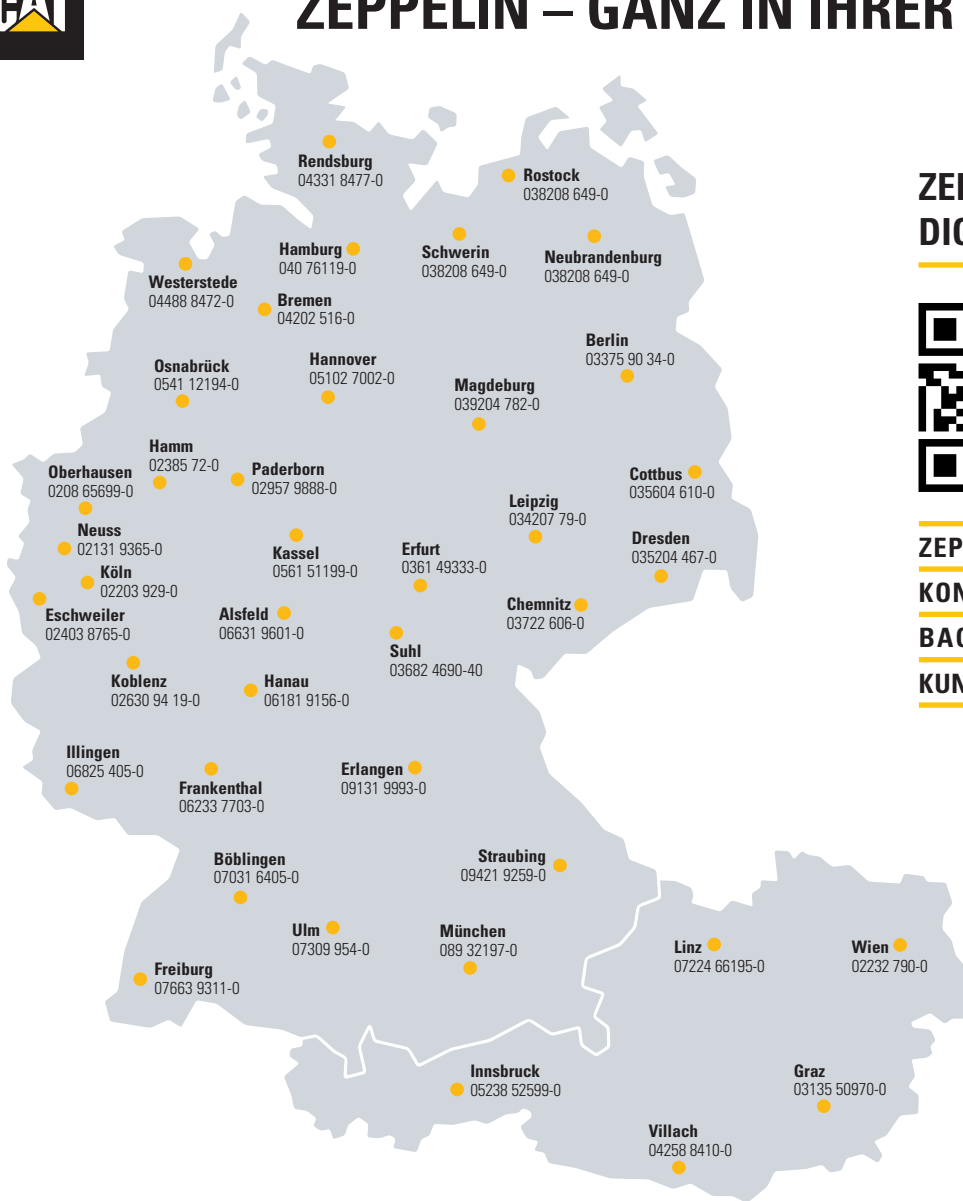 ZEPPELIN – GANZ IN IHRER
Rendsburg
04331 8477-0
Rostock
038208 649-0
Hamburg
040 76119-0
Schwerin
038208 649-0
Neubrandenburg
038208 649-0
Westerstede
04488 8472-0
Bremen
04202 516-0
Berlin
03375 90 34-0
Osnabrück
0541 12194-0
Hannover
05102 7002-0
Magdeburg
039204 782-0
Hamm
02385 72-0
Oberhausen
0208 65699-0
Paderborn
02957 9888-0
Cottbus
035604 610-0
Leipzig
034207 79-0
Neuss
02131 9365-0
Kassel
0561 51199-0
Erfurt
0361 49333-0
Dresden
035204 467-0
Köln
02203 929-0
Eschweiler
02403 8765-0
Alsfeld
06631 9601-0
Chemnitz
03722 606-0
Suhl
03682 4690-40
Koblenz
02630 94 19-0
Hanau
06181 9156-0
Illingen
06825 405-0
Frankenthal
06233 7703-0
Erlangen
09131 9993-0
Böblingen
07031 6405-0
Straubing
09421 9259-0
Ulm
07309 954-0
München
089 32197-0
Freiburg
07663 9311-0
Linz
07224 66195-0
Wien
02232 790-0
Innsbruck
05238 52599-0
Graz
03135 50970-0
Villach
04258 8410-0
ZEP
KON
KUN